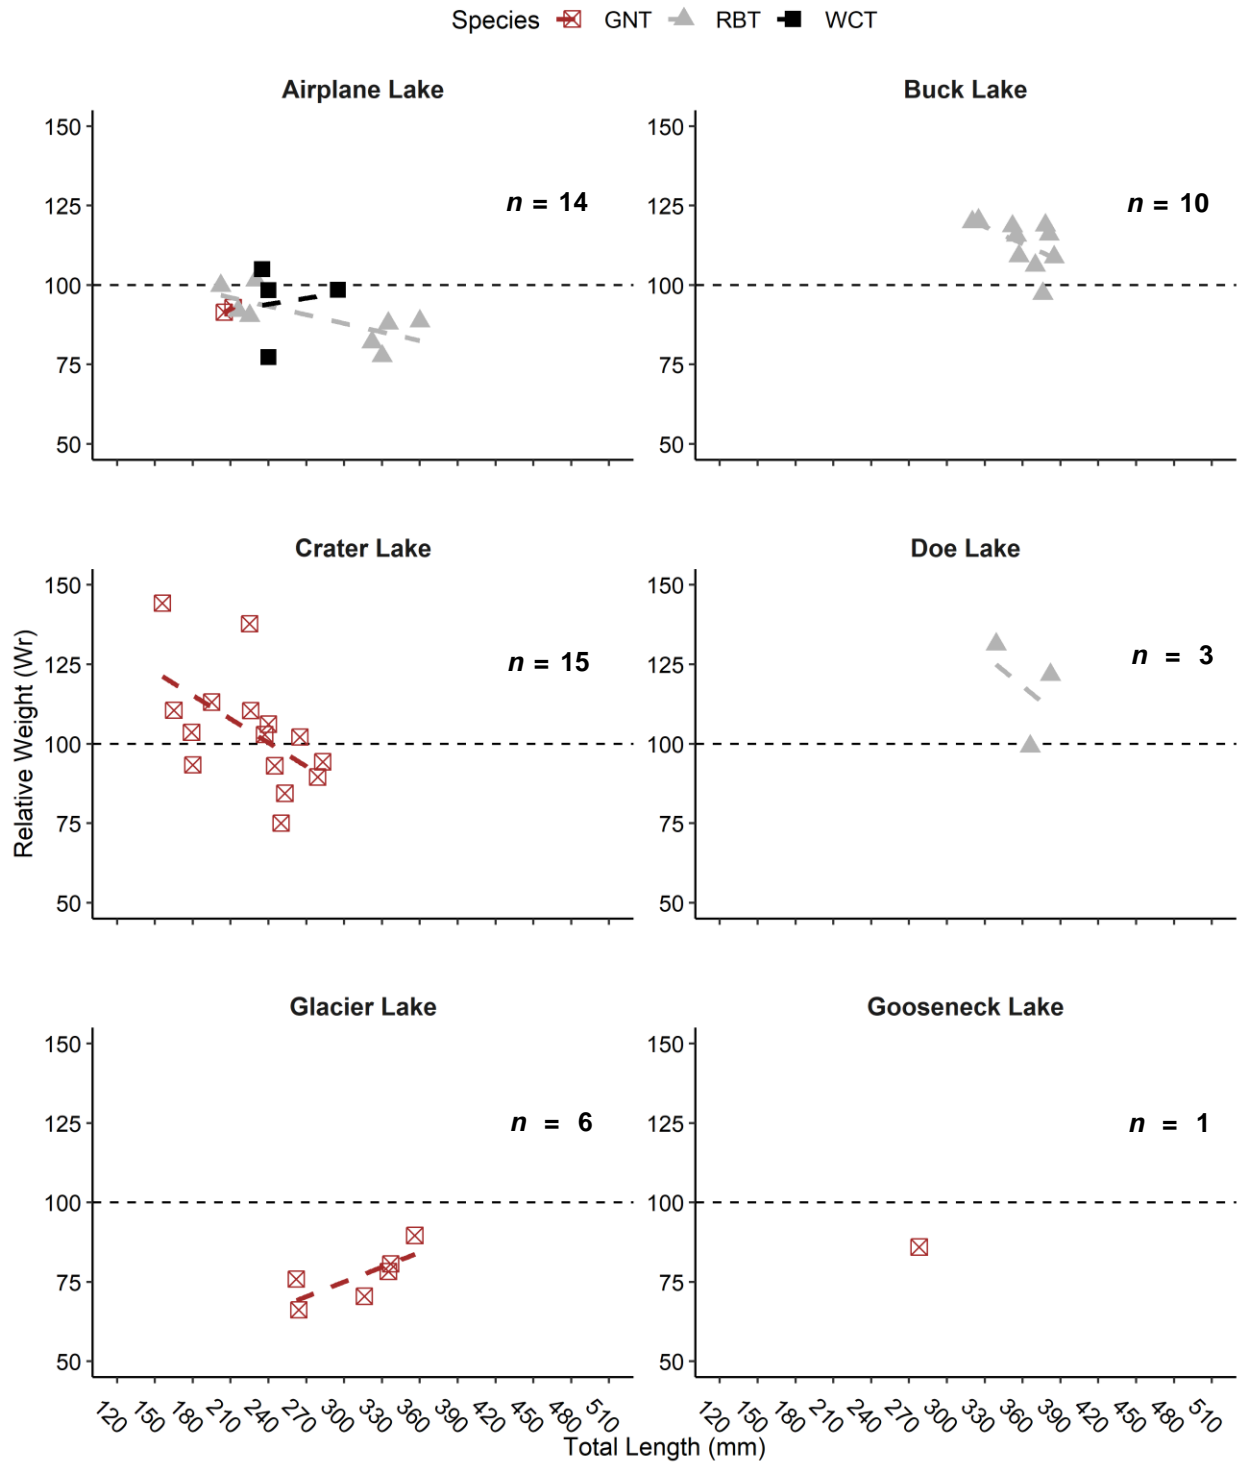 Species GNT RBT WCT
Airplane Lake
150
125
100
75
50
n = 14
Buck Lake
150
125
100
75
50
n = 10
Relative Weight (Wr)
Crater Lake
150
125
100
75
50
n = 15
Doe Lake
150
125
100
75
50
n = 3
Glacier Lake
150
125
100
75
50
n = 6
120 150 180 210 240 270 300 330 360 390 420 450 480 510
Gooseneck Lake
150
125
100
75
50
n = 1
120 150 180 210 240 270 300 330 360 390 420 450 480 510
Total Length (mm)